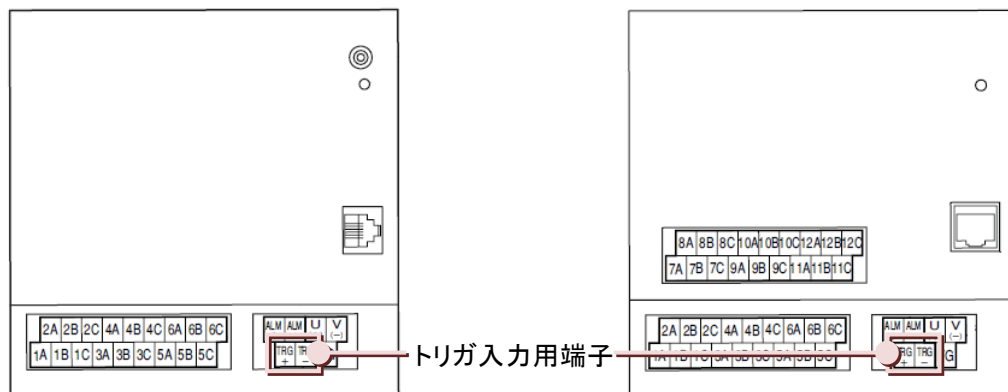 8A 8B 8C 10A 10B 10C 12A 12B 12C
7A 7B 7C 9A 9B 9C 11A 11B 11C
2A 2B 2C 4A 4B 4C 6A 6B 6C
ALM ALM U V
(-)
1A 1B 1C 3A 3B 3C 5A 5B 5C
TRG
+
トリガ入力用端子
2A 2B 2C 4A 4B 4C 6A 6B 6C
ALM ALM U V
(-)
TRG G
-